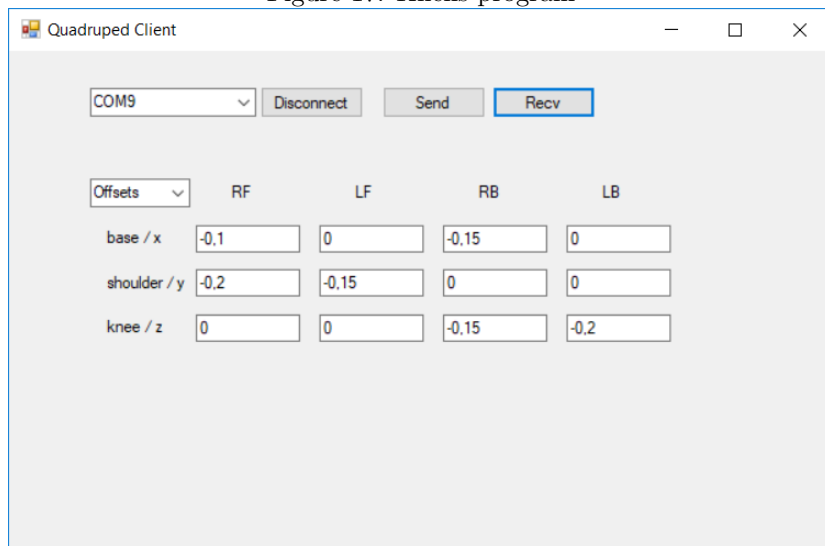 Quadruped Client
COM9 Disconnect Send Recv
Offsets RF LF RB LB
base / x -0,1 0 -0,15 0
shoulder / y -0,2 -0,15 0 0
knee / z 0 0 -0,15 -0,2